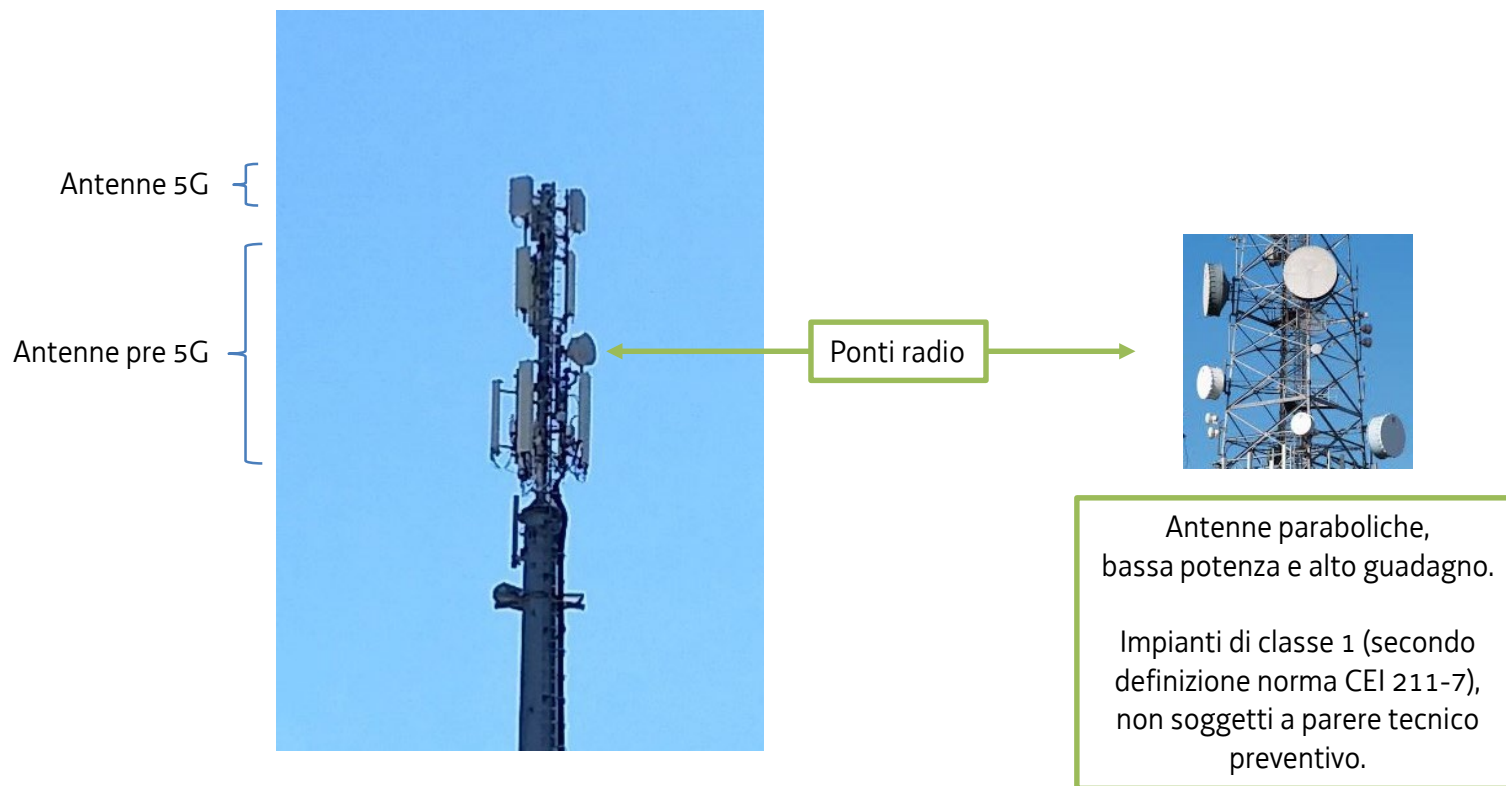 Antenne 5G
Antenne pre 5G
Ponti radio
Antenne paraboliche,
bassa potenza e alto guadagno.
Impianti di classe 1 (secondo
definizione norma CEI 211-7),
non soggetti a parere tecnico
preventivo.